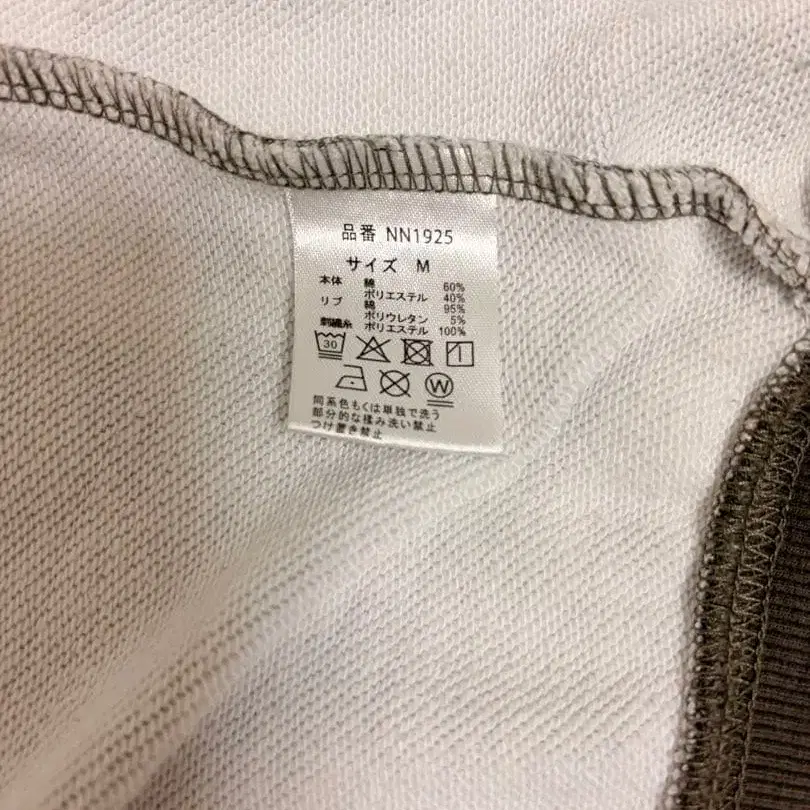 品番 NN1925
サイズ M
本体 綿 60%
ポリエステル 40%
リブ 綿 95%
ポリウレタン 5%
刺繍糸 ポリエステル 100%
30
W
同系色もくは単独で洗う
部分的な揉み洗い禁止
つけ置き禁止